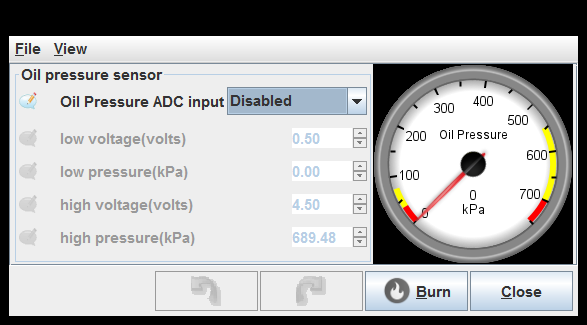 File View
Oil pressure sensor
Oil Pressure ADC input Disabled
low voltage(volts) 0.50
low pressure(kPa) 0.00
high voltage(volts) 4.50
high pressure(kPa) 689.48
0
100
200
300
400
500
600
700
Oil Pressure
0
kPa
Burn
Close